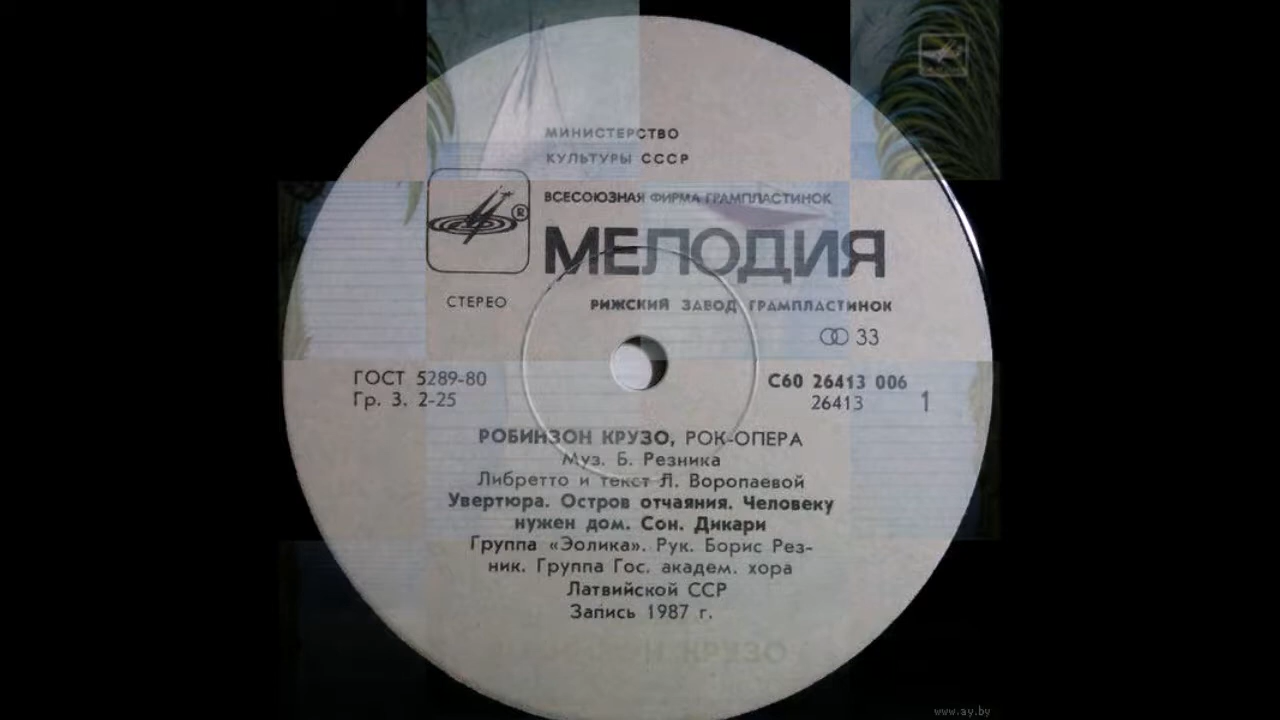 МИНИСТЕРСТВО
КУЛЬТУРЫ СССР
ВСЕСОЮЗНАЯ ФИРМА ГРАМПЛАСТИНОК
®
МЕЛОДИЯ
СТЕРЕО
РИЖСКИЙ ЗАВОД ГРАМПЛАСТИНОК
33
ГОСТ 5289-80
Гр. 3. 2-25
С60 26413 006
26413 1
РОБИНЗОН КРУЗО, РОК-ОПЕРА
Муз. Б. Резника
Либретто и текст Л. Воропаевой
Увертюра. Остров отчаяния. Человеку
нужен дом. Сон. Дикари
Группа «Эолика». Рук. Борис Рез-
ник. Группа Гос. академ. хора
Латвийской ССР
Запись 1987 г.
www.ay.by